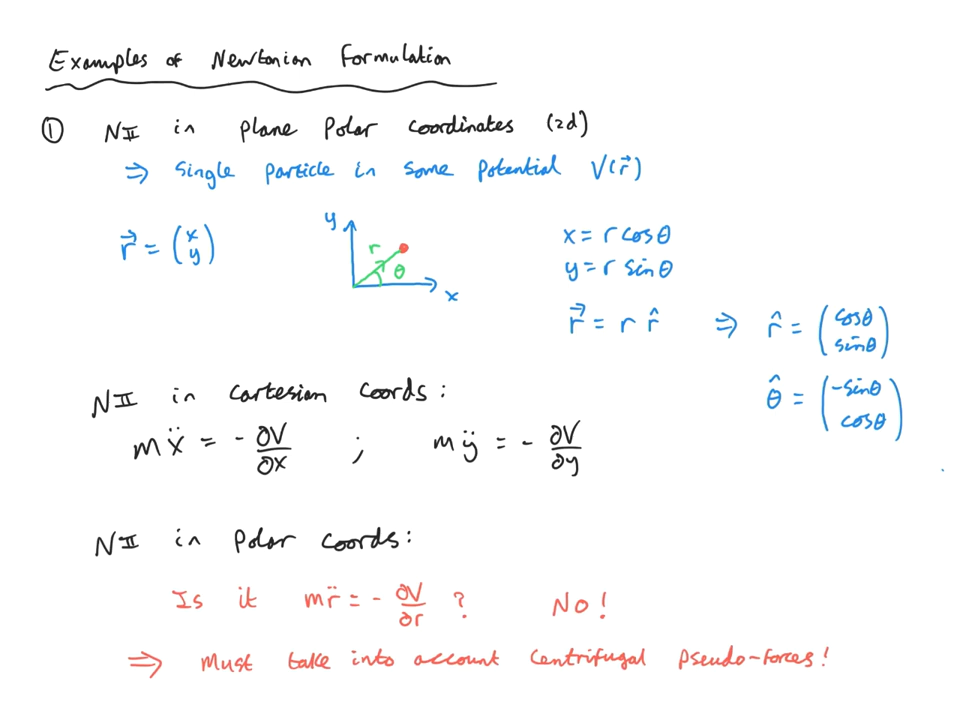 Examples of Newtonian Formulation
① NII in plane Polar coordinates (2d)
⇒ Single particle in some potential V(r⃗)
r⃗ = (x y)
y
r
θ
x
x = r cosθ
y = r sinθ
r⃗ = r r̂ ⇒ r̂ = (cosθ sinθ)
θ̂ = (-sinθ cosθ)
NII in cartesian coords:
mẍ = - ∂V/∂x ; mÿ = - ∂V/∂y
NII in Polar coords:
Is it mr̈ = - ∂V/∂r ? No!
⇒ Must take into account centrifugal pseudo-forces!